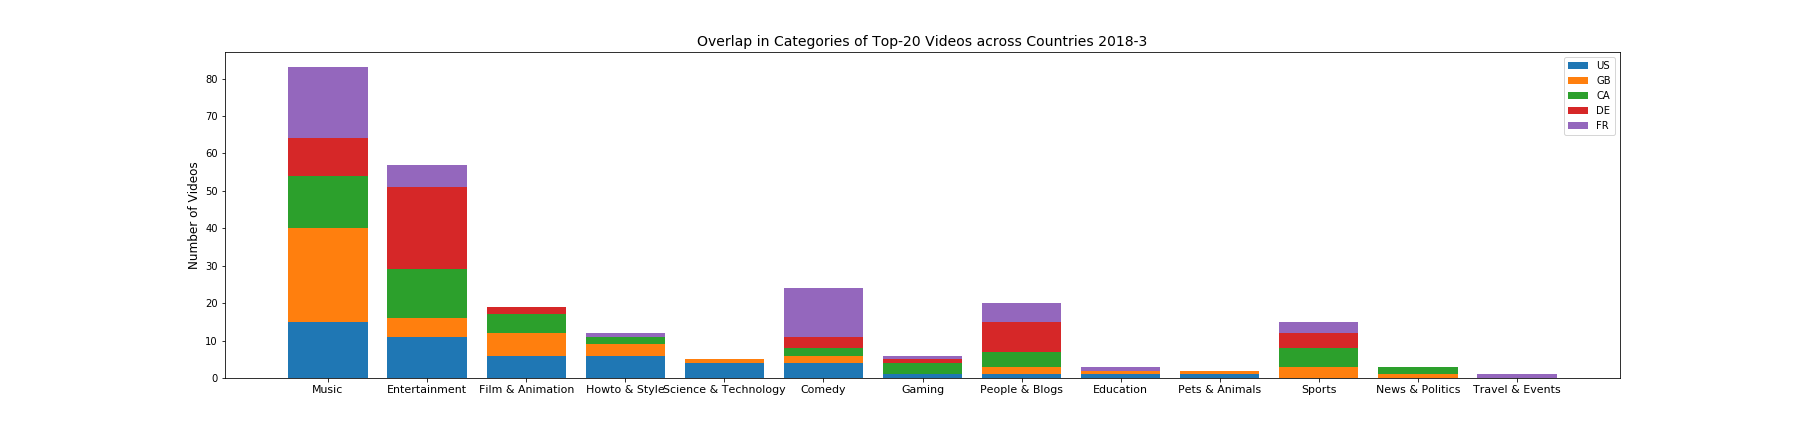 Overlap in Categories of Top-20 Videos across Countries 2018-3
US
GB
CA
DE
FR
Number of Videos
80
70
60
50
40
30
20
10
0
Music
Entertainment
Film & Animation
Howto & Style
Science & Technology
Comedy
Gaming
People & Blogs
Education
Pets & Animals
Sports
News & Politics
Travel & Events